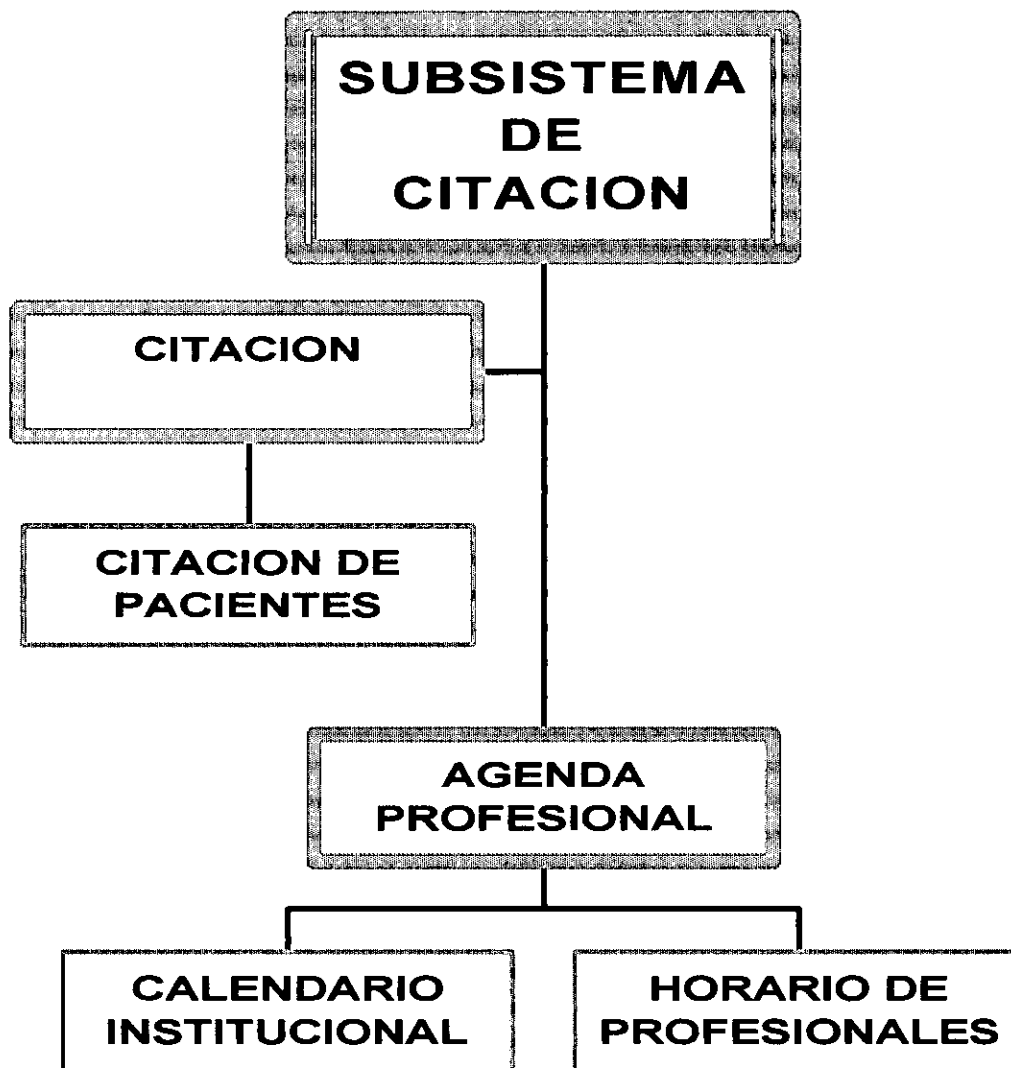 SUBSISTEMA
DE
CITACION
CITACION
CITACION DE
PACIENTES
AGENDA
PROFESIONAL
CALENDARIO
INSTITUCIONAL
HORARIO DE
PROFESIONALES